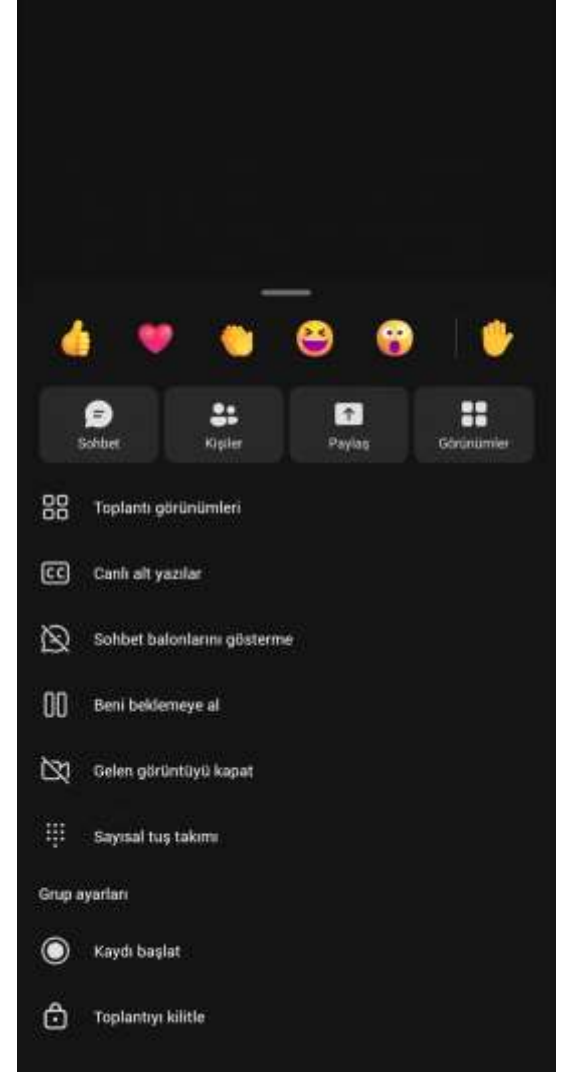 Sohbet
Kişiler
Paylaş
Görünümler
Toplantı görünümleri
CC
Canlı alt yazılar
Sohbet balonlarını gösterme
Beni beklemeye al
Gelen görüntüyü kapat
Sayısal tuş takımı
Grup ayarları
Kaydı başlat
Toplantıyı kilitle